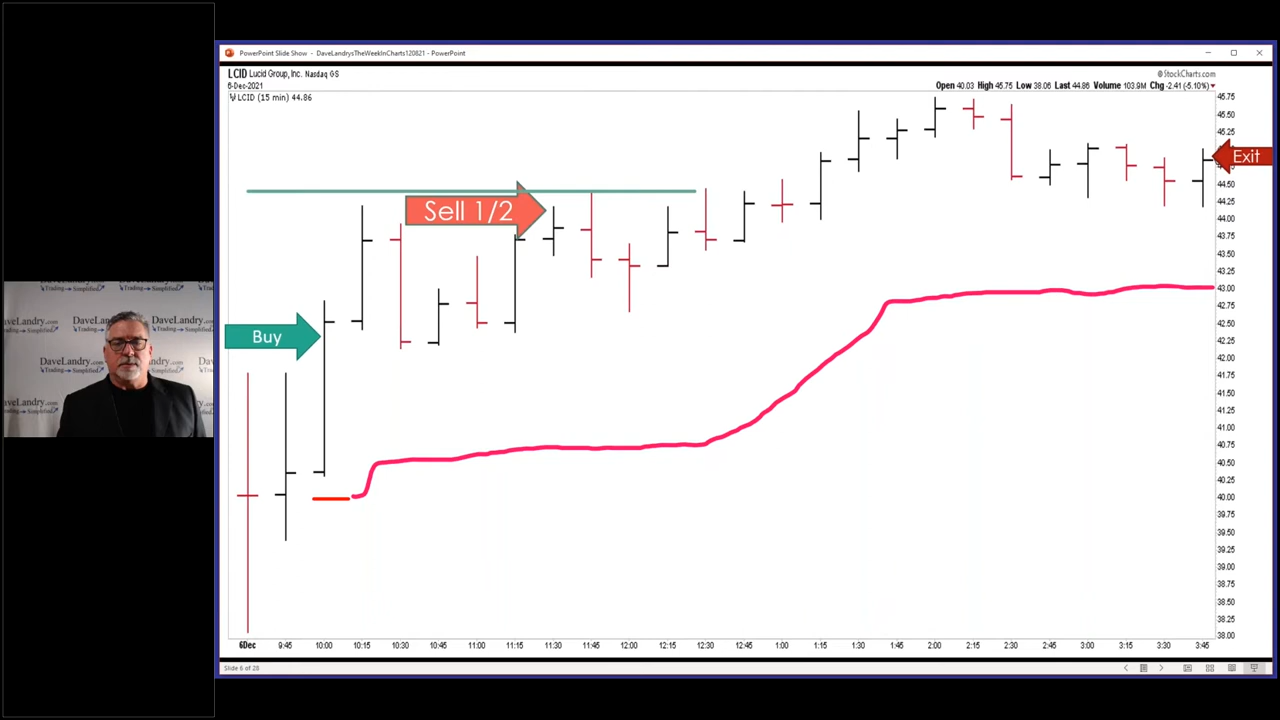 PowerPoint Slide Show - DaveLandrysTheWeekInCharts120821 - PowerPoint
LCID Lucid Group, Inc. Nasdaq GS
© StockCharts.com
6-Dec-2021
Open 40.03 High 45.75 Low 38.06 Last 44.86 Volume 103.9M Chg -2.41 (-5.10%)
LCID (15 min) 44.86
45.75
45.50
45.25
Exit
44.50
44.25
44.00
43.75
43.50
43.25
43.00
42.75
42.50
42.25
42.00
41.75
41.50
41.25
41.00
40.75
40.50
40.25
40.00
39.75
39.50
39.25
39.00
38.75
38.50
38.25
38.00
Sell 1/2
Buy
DaveLandry.com
Trading Simplified
6Dec 9:45 10:00 10:15 10:30 10:45 11:00 11:15 11:30 11:45 12:00 12:15 12:30 12:45 1:00 1:15 1:30 1:45 2:00 2:15 2:30 2:45 3:00 3:15 3:30 3:45
Slide 6 of 28